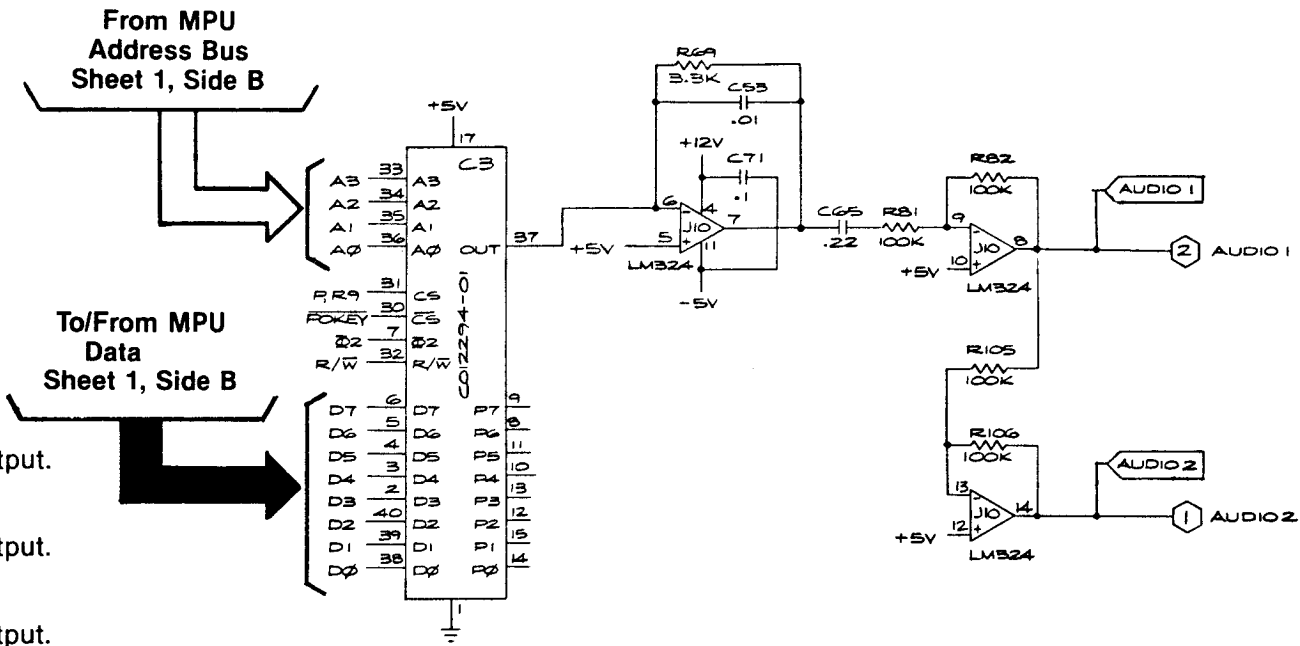 From MPU
Address Bus
Sheet 1, Side B
To/From MPU
Data
Sheet 1, Side B
tput.
tput.
tput.
+5V
17
C3
A3 33 A3
A2 34 A2
A1 35 A1
AØ 36 AØ
OUT 37
P,R9 31 CS
POKEY 30 CS
Φ2 7 Φ2
R/W 32 R/W
C012294-01
D7 6 D7 P7 9
D6 5 D6 P6 8
D5 4 D5 P5 11
D4 3 D4 P4 10
D3 2 D3 P3 13
D2 40 D2 P2 12
D1 39 D1 P1 15
DØ 38 DØ PØ 14
1
R69
3.3K
C53
.01
+12V
C71
.1
6 - 4
J10 7
+5V 5 + 11
LM324
-5V
C65
.22
R81
100K
R82
100K
9 -
J10 8
+5V 10 +
LM324
AUDIO 1
2 AUDIO 1
R105
100K
R106
100K
13 -
J10 14
+5V 12 +
LM324
AUDIO 2
1 AUDIO 2